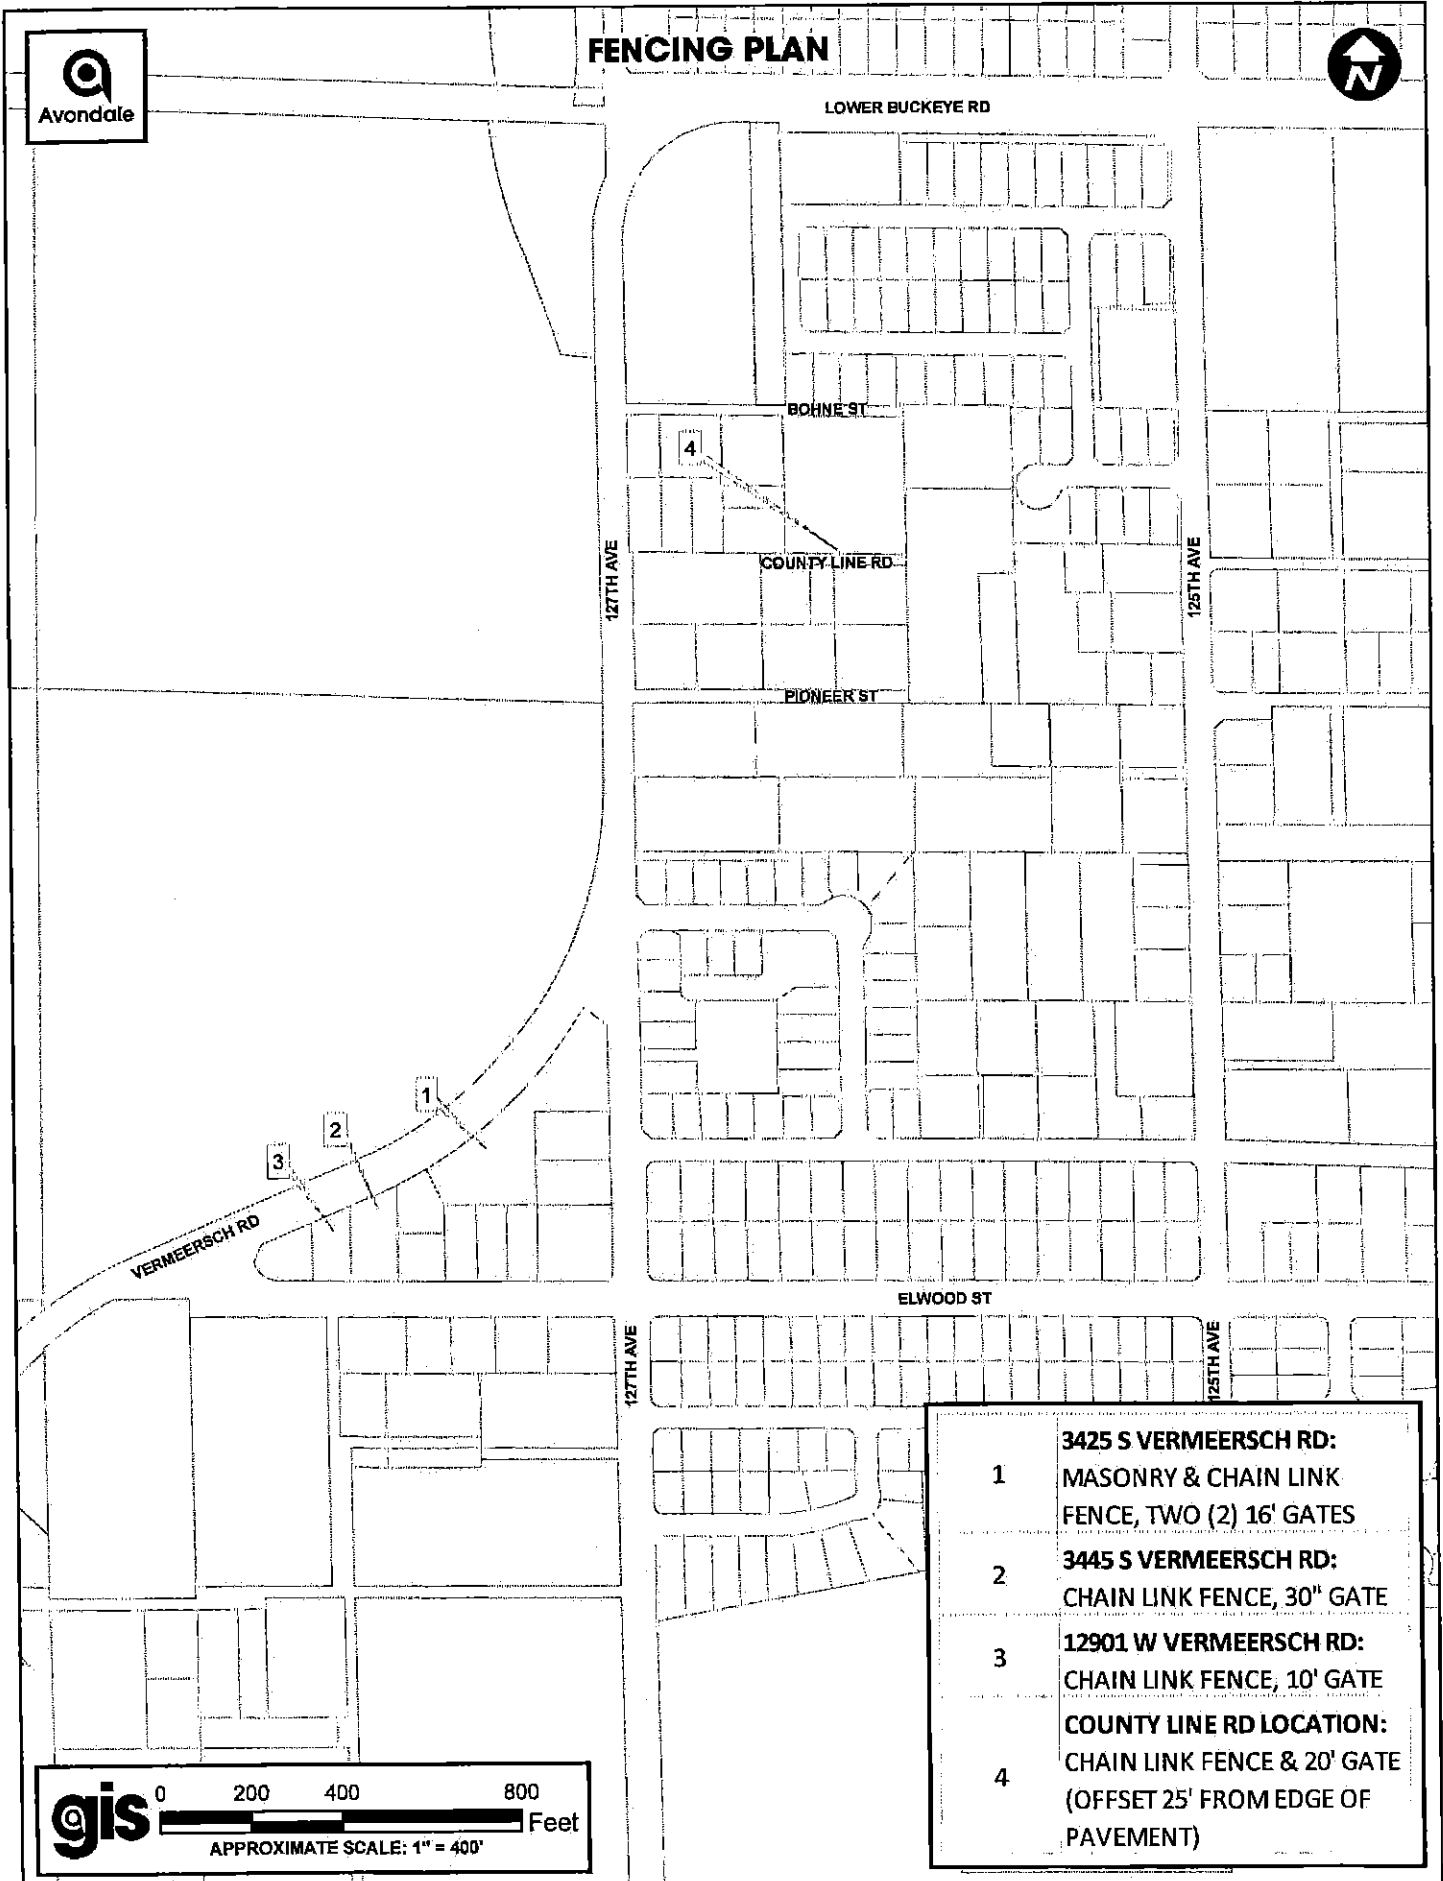 FENCING PLAN
Avondale
N
LOWER BUCKEYE RD
BOHNE ST
4
127TH AVE
COUNTY LINE RD
125TH AVE
PIONEER ST
1
2
3
VERMEERSCH RD
ELWOOD ST
127TH AVE
125TH AVE
1
3425 S VERMEERSCH RD:
MASONRY & CHAIN LINK
FENCE, TWO (2) 16' GATES
2
3445 S VERMEERSCH RD:
CHAIN LINK FENCE, 30" GATE
3
12901 W VERMEERSCH RD:
CHAIN LINK FENCE, 10' GATE
4
COUNTY LINE RD LOCATION:
CHAIN LINK FENCE & 20' GATE
(OFFSET 25' FROM EDGE OF
PAVEMENT)
gis
0 200 400 800
Feet
APPROXIMATE SCALE: 1" = 400'